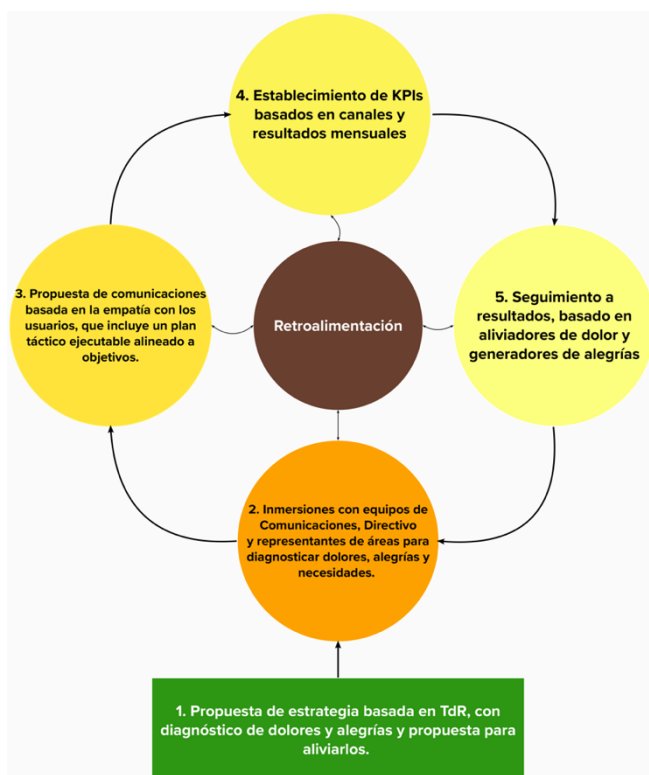 4. Establecimiento de KPIs
basados en canales y
resultados mensuales
3. Propuesta de comunicaciones
basada en la empatía con los
usuarios, que incluye un plan
táctico ejecutable alineado a
objetivos.
Retroalimentación
5. Seguimiento a
resultados, basado en
aliviadores de dolor y
generadores de alegrías
2. Inmersiones con equipos de
Comunicaciones, Directivo
y representantes de áreas para
diagnosticar dolores, alegrías y
necesidades.
1. Propuesta de estrategia basada en TdR, con
diagnóstico de dolores y alegrías y propuesta para
aliviarlos.